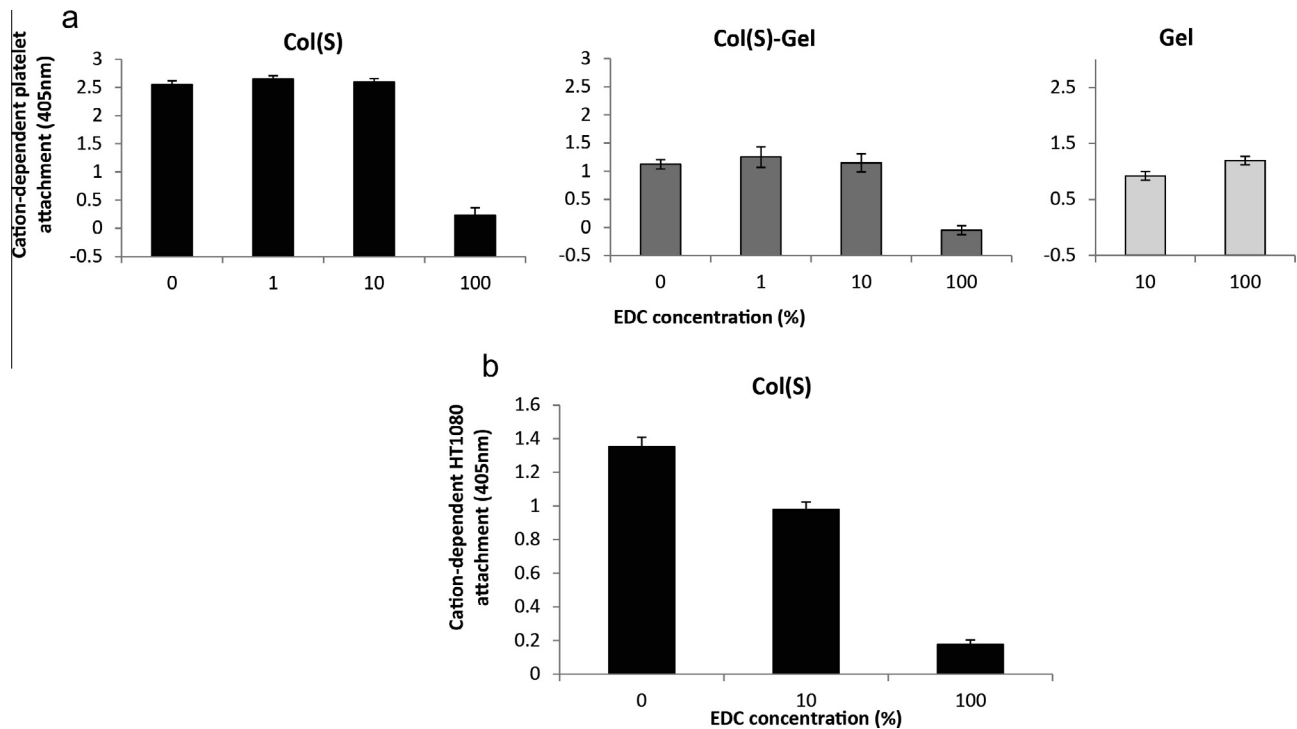 a
Col(S)
Cation-dependent platelet
attachment (405nm)
3
2.5
2
1.5
1
0.5
0
-0.5
0 1 10 100
Col(S)-Gel
3
2.5
2
1.5
1
0.5
0
-0.5
0 1 10 100
Gel
2.5
1.5
0.5
-0.5
10 100
EDC concentration (%)
b
Col(S)
Cation-dependent HT1080
attachment (405nm)
1.6
1.4
1.2
1
0.8
0.6
0.4
0.2
0
0 10 100
EDC concentration (%)